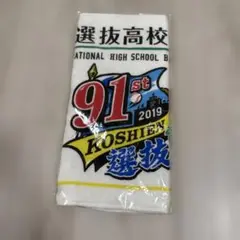 選抜高校
ATIONAL HIGH SCHOOL B
91st
2019
KOSHIEN
選抜